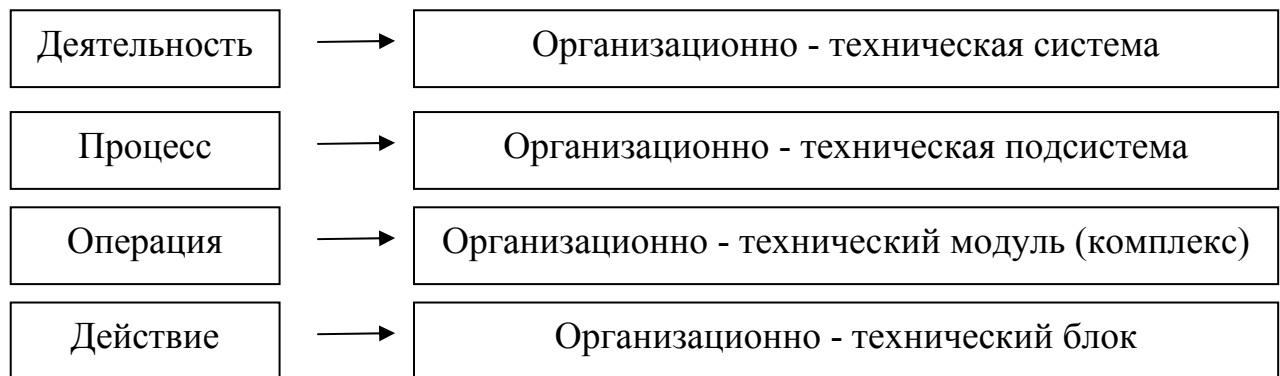 Деятельность
Организационно - техническая система
Процесс
Организационно - техническая подсистема
Операция
Организационно - технический модуль (комплекс)
Действие
Организационно - технический блок